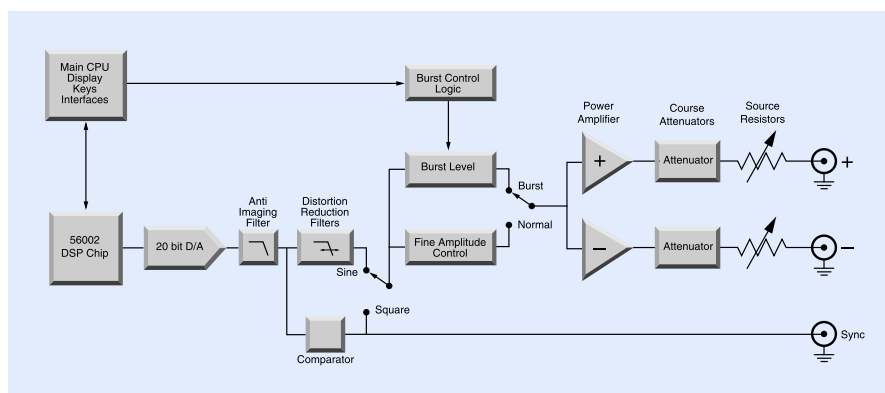 Main CPU
Display
Keys
Interfaces
Burst Control
Logic
Power
Amplifier
Course
Attenuators
Source
Resistors
Burst Level
+
Attenuator
+
Burst
Normal
56002
DSP Chip
20 bit D/A
Anti
Imaging
Filter
Distortion
Reduction
Filters
Sine
Fine Amplitude
Control
−
Attenuator
−
Square
Comparator
Sync